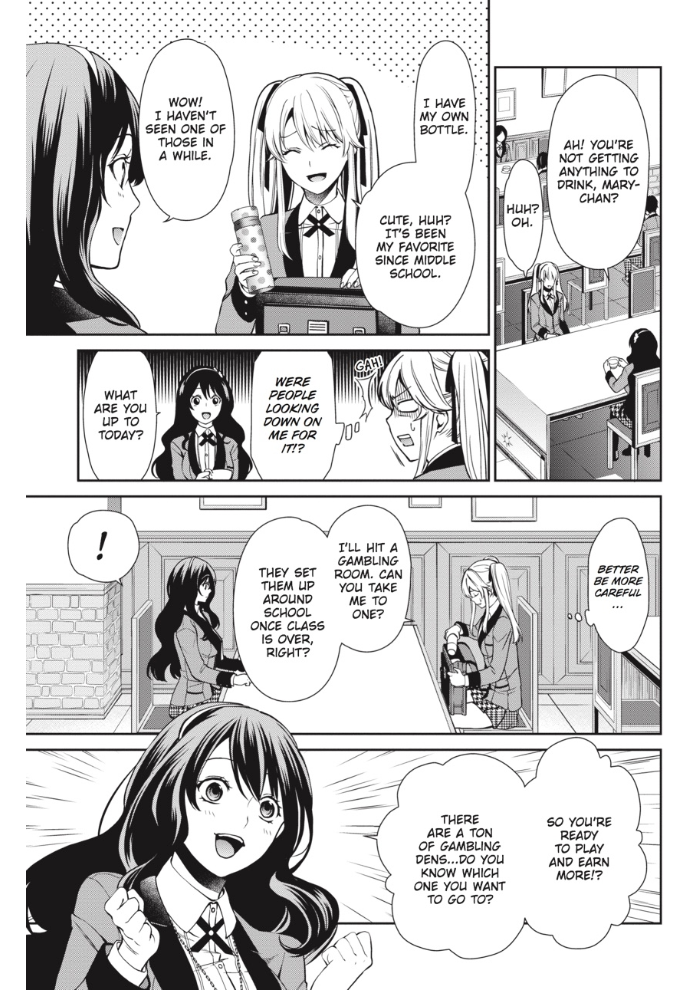 AH! YOU'RE
NOT GETTING
ANYTHING TO
DRINK, MARY-
CHAN?
HUH?
OH.
I HAVE
MY OWN
BOTTLE.
CUTE, HUH?
IT'S BEEN
MY FAVORITE
SINCE MIDDLE
SCHOOL.
WOW!
I HAVEN'T
SEEN ONE OF
THOSE IN
A WHILE.
GAH!
WERE
PEOPLE
LOOKING
DOWN ON
ME FOR
IT!?
WHAT
ARE YOU
UP TO
TODAY?
BETTER
BE MORE
CAREFUL
...
I'LL HIT A
GAMBLING
ROOM. CAN
YOU TAKE
ME TO
ONE?
THEY SET
THEM UP
AROUND
SCHOOL
ONCE CLASS
IS OVER,
RIGHT?
!
SO YOU'RE
READY
TO PLAY
AND EARN
MORE!?
THERE
ARE A TON
OF GAMBLING
DENS...DO YOU
KNOW WHICH
ONE YOU WANT
TO GO TO?